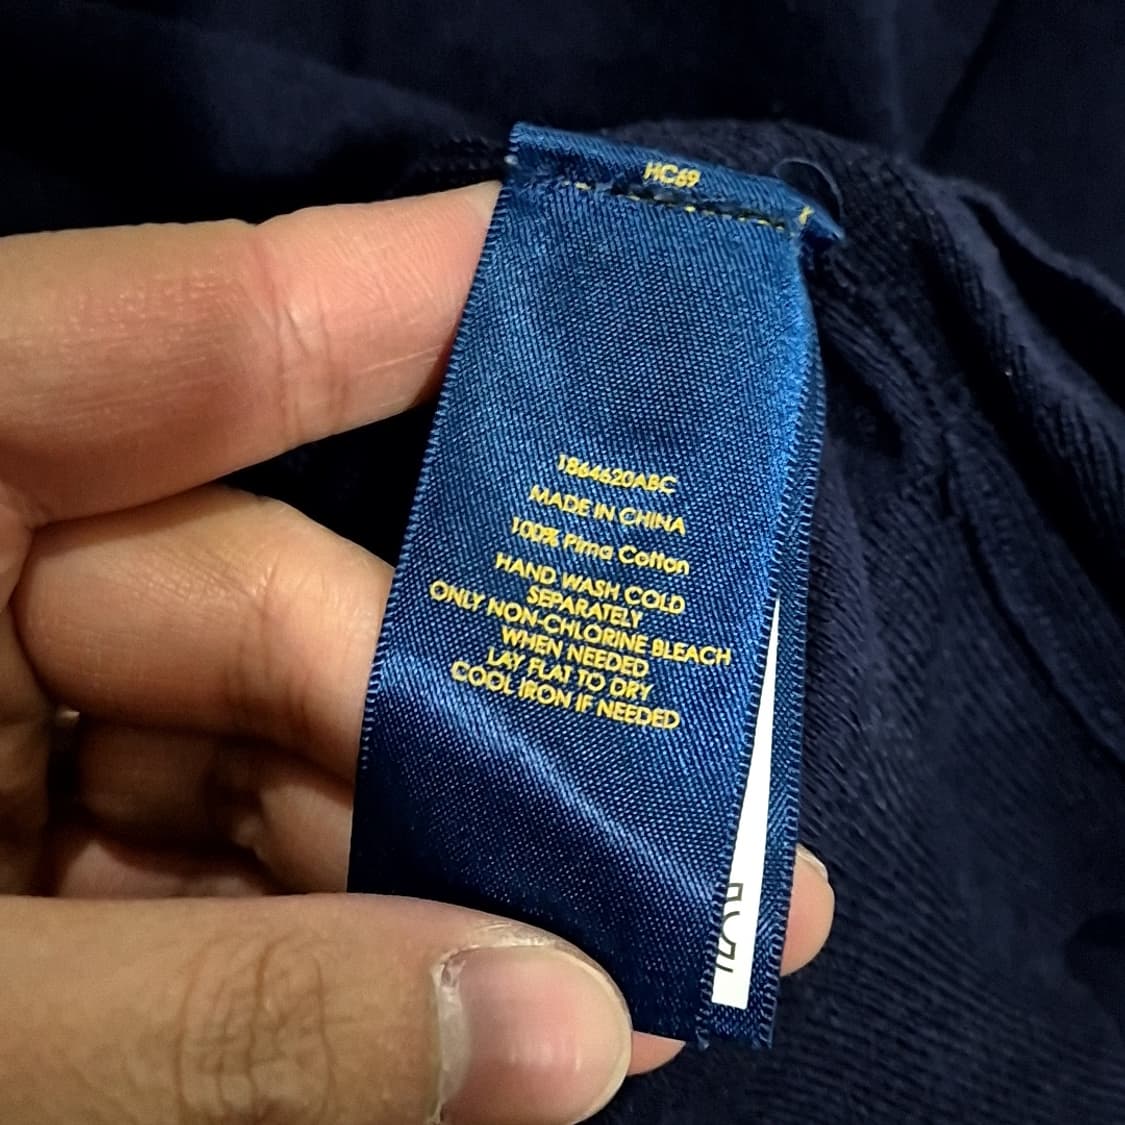 HC69
1864620ABC
MADE IN CHINA
100% Pima Cotton
HAND WASH COLD
SEPARATELY
ONLY NON-CHLORINE BLEACH
WHEN NEEDED
LAY FLAT TO DRY
COOL IRON IF NEEDED